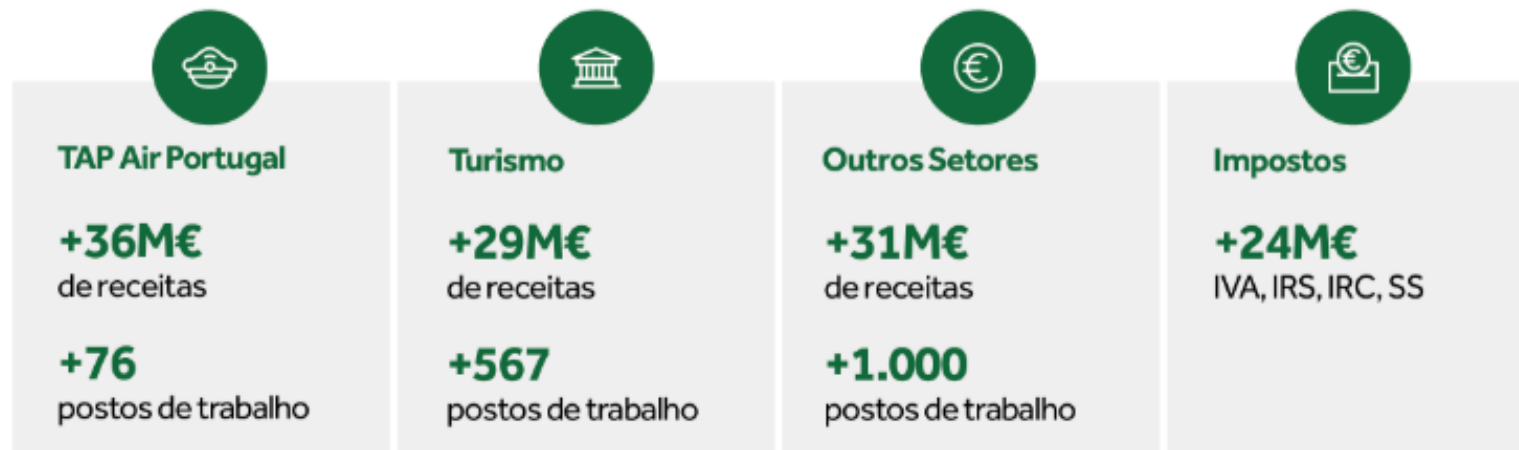 TAP Air Portugal
+36M€
de receitas
+76
postos de trabalho
Turismo
+29M€
de receitas
+567
postos de trabalho
Outros Setores
+31M€
de receitas
+1.000
postos de trabalho
Impostos
+24M€
IVA, IRS, IRC, SS